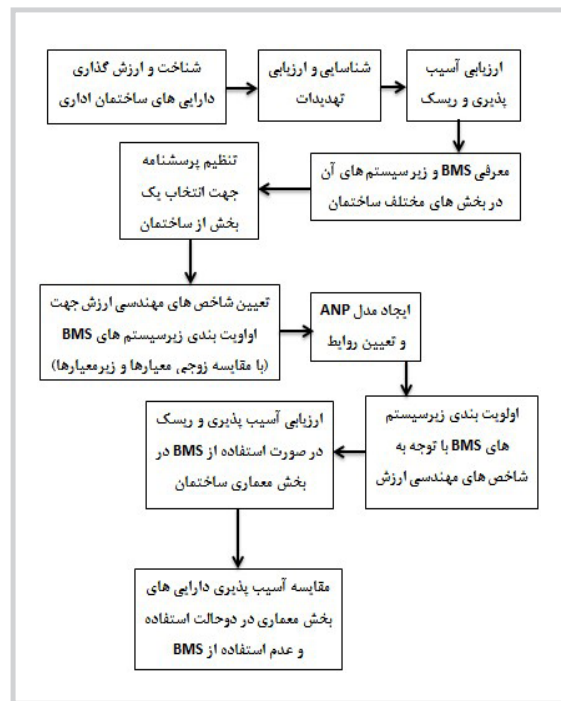 شناخت و ارزش گذاری
دارایی های ساختمان اداری
شناسایی و ارزیابی
تهدیدات
ارزیابی آسیب
پذیری و ریسک
معرفی BMS و زیرسیستم های آن
در بخش های مختلف ساختمان
تنظیم پرسشنامه
جهت انتخاب یک
بخش از ساختمان
تعیین شاخص های مهندسی ارزش جهت
ااویت بندی زیرسیستم های BMS
(با مقایسه زوجی معیارها و زیرمعیارها)
ایجاد مدل ANP
و تعیین روابط
اولویت بندی زیرسیستم
های BMS با توجه به
شاخص های مهندسی ارزش
ارزیابی آسیب پذیری و ریسک
در صورت استفاده از BMS در
بخش معماری ساختمان
مقایسه آسیب پذیری دارایی های
بخش معماری در دوحالت استفاده
و عدم استفاده از BMS